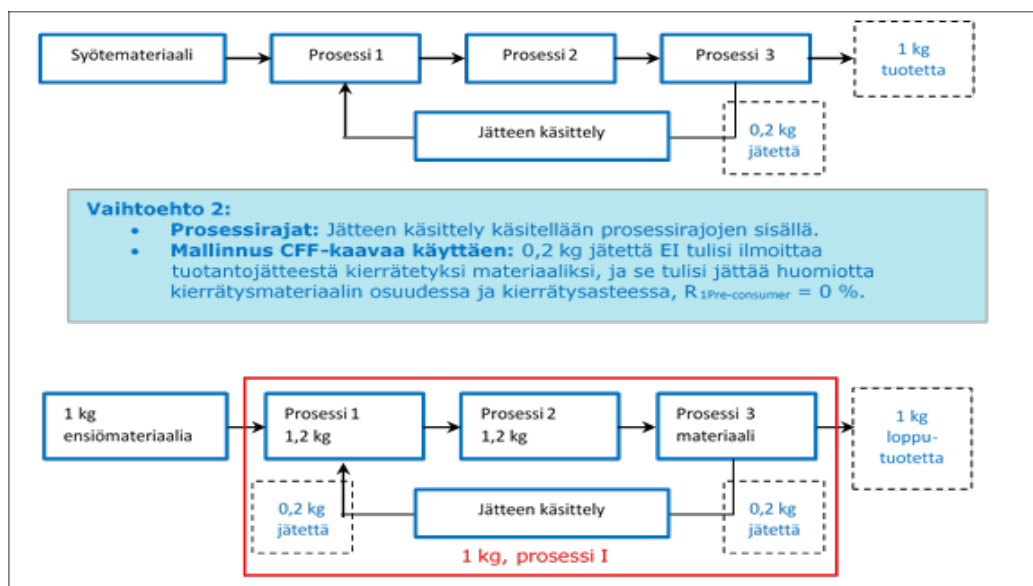 Syötemateriaali
Prosessi 1
Prosessi 2
Prosessi 3
1 kg
tuotetta
Jätteen käsittely
0,2 kg
jätettä
Vaihtoehto 2:
• Prosessirajat: Jätteen käsittely käsitellään prosessirajojen sisällä.
• Mallinnus CFF-kaavaa käyttäen: 0,2 kg jätettä EI tulisi ilmoittaa
tuotantojätteestä kierrätetyksi materiaaliksi, ja se tulisi jättää huomiotta
kierrätysmateriaalin osuudessa ja kierrätysasteessa, R 1Pre-consumer = 0 %.
1 kg
ensiömateriaalia
Prosessi 1
1,2 kg
Prosessi 2
1,2 kg
Prosessi 3
materiaali
1 kg
loppu-
tuotetta
0,2 kg
jätettä
Jätteen käsittely
0,2 kg
jätettä
1 kg, prosessi I